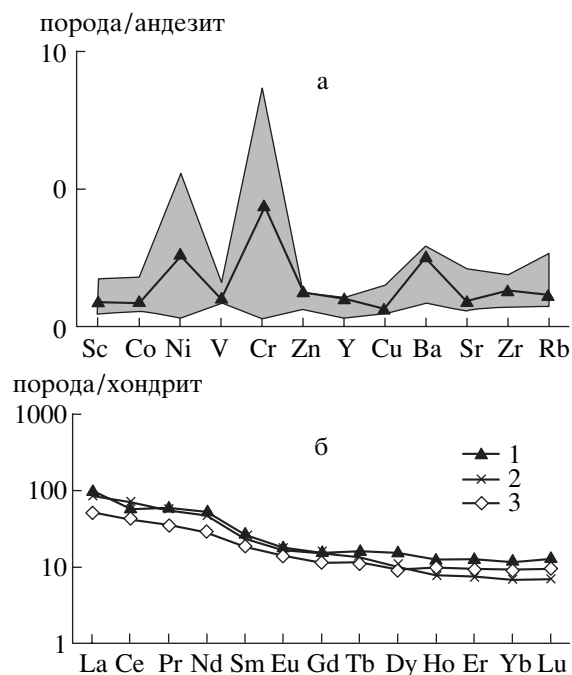 порода/андезит
10
а
0
0
Sc Co Ni V Cr Zn Y Cu Ba Sr Zr Rb
порода/хондрит
1000
б
1
100
2
3
10
1
La Ce Pr Nd Sm Eu Gd Tb Dy Ho Er Yb Lu